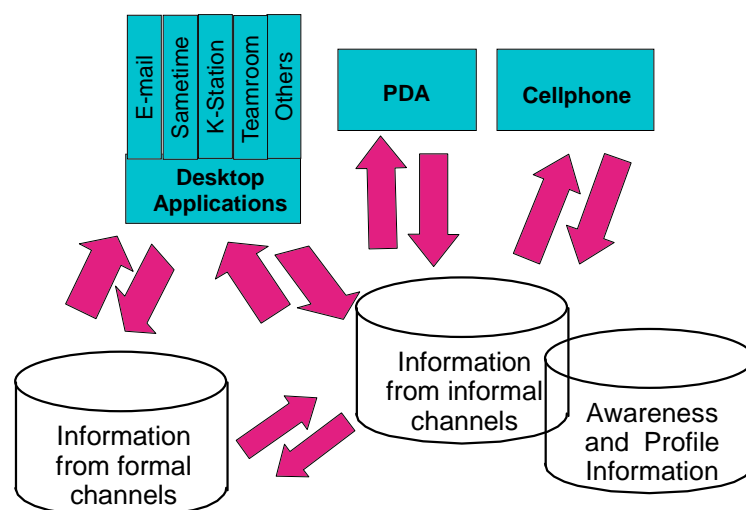 E-mail
Sametime
K-Station
Teamroom
Others
Desktop
Applications
PDA
Cellphone
Information
from informal
channels
Information
from formal
channels
Awareness
and Profile
Information